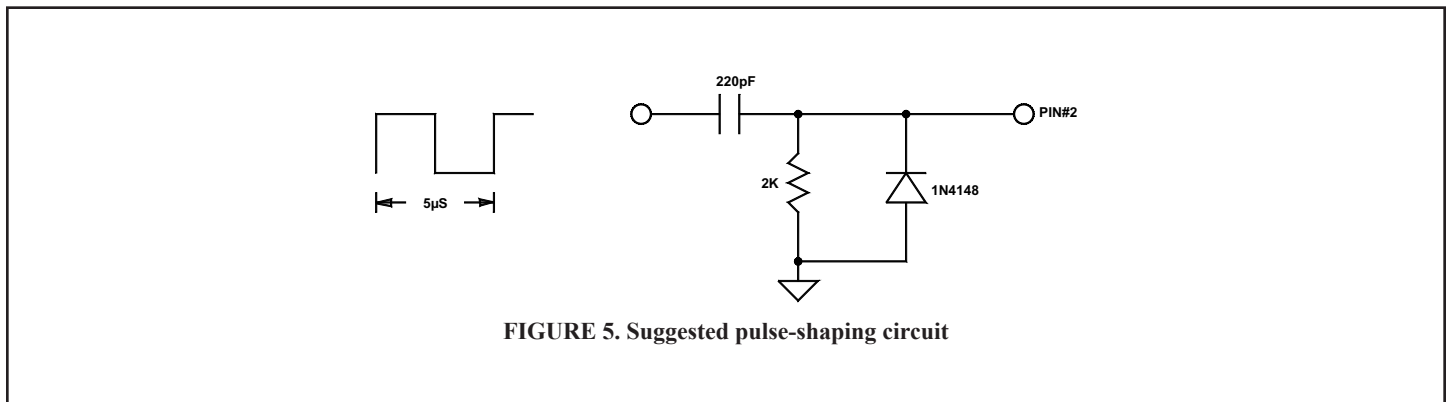 220pF
PIN#2
2K
1N4148
5µS
FIGURE 5. Suggested pulse-shaping circuit